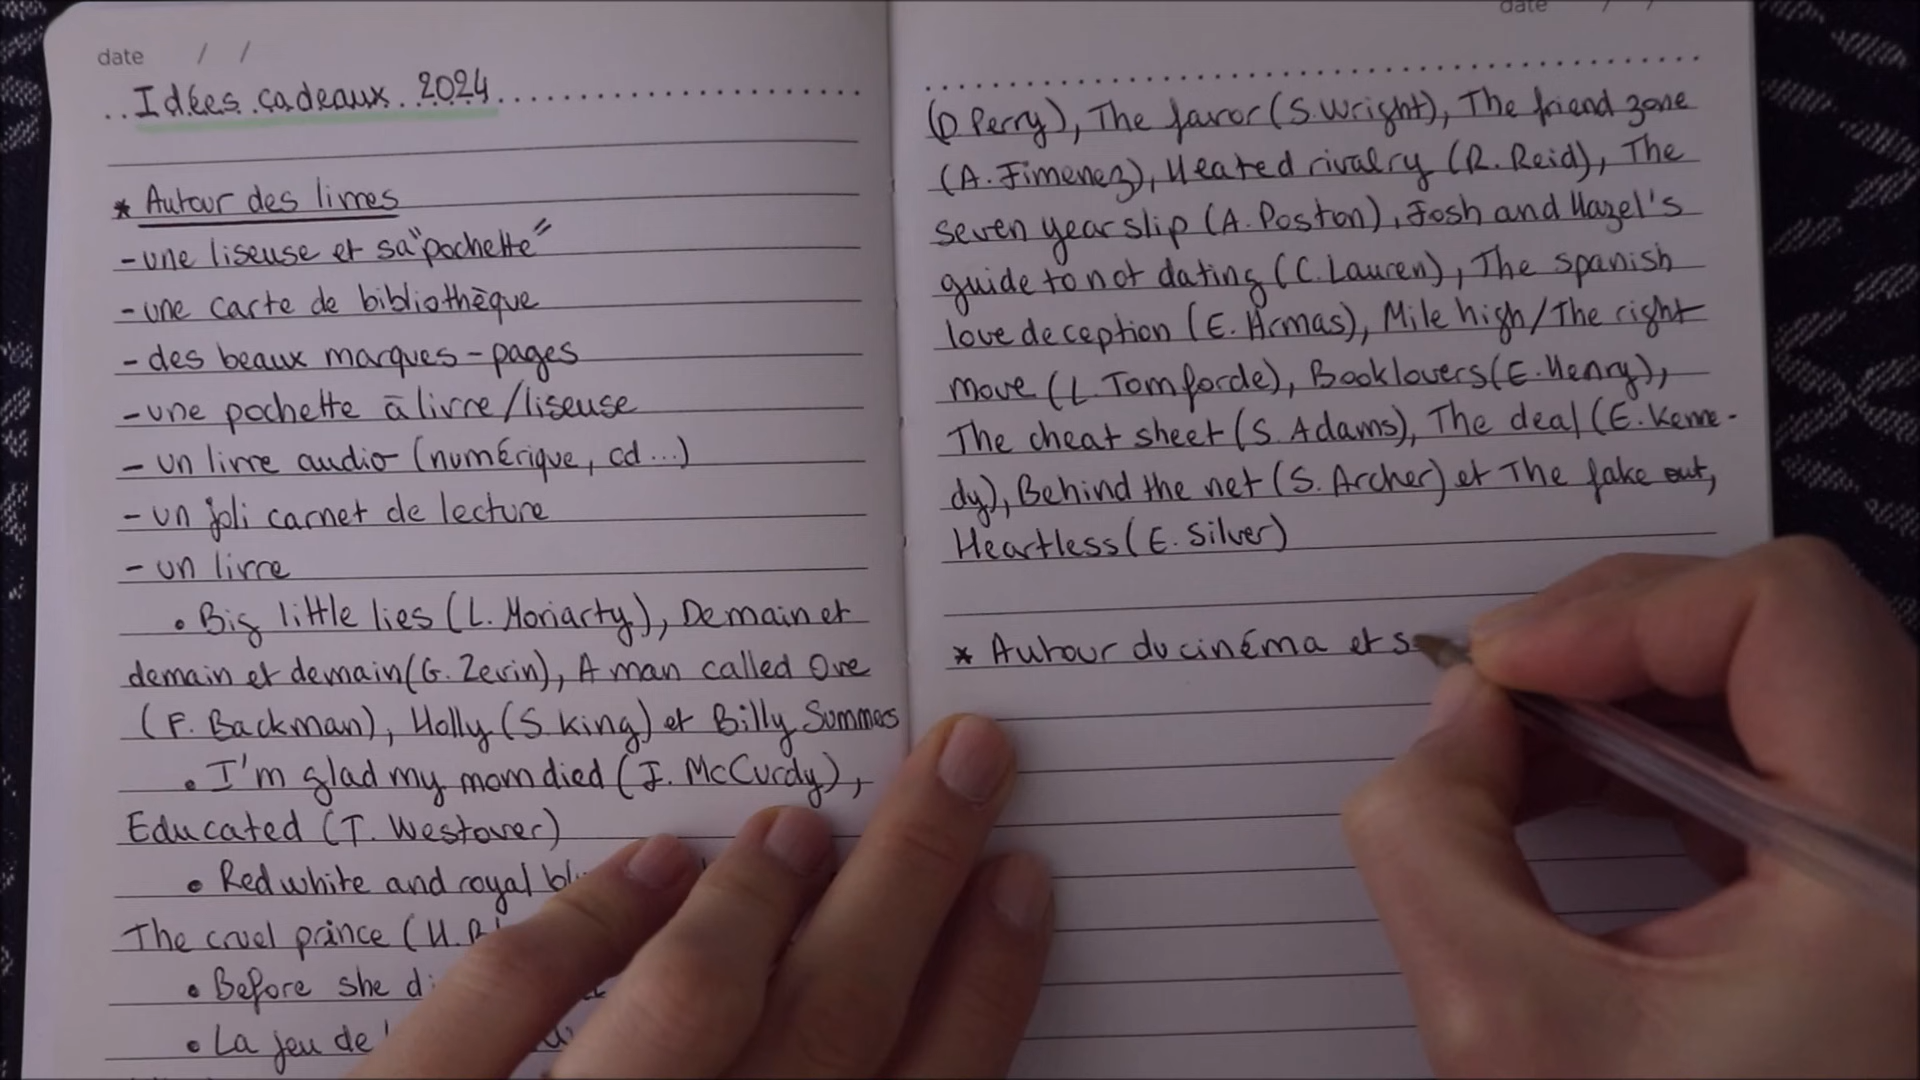 date / /
Idées cadeaux 2024
* Autour des livres
- une liseuse et sa "pochette"
- une carte de bibliothèque
- des beaux marques-pages
- une pochette à livre/liseuse
- un livre audio (numérique, cd...)
- un joli carnet de lecture
- un livre
• Big little lies (L. Moriarty), Demain et
demain et demain (G. Zevin), A man called Ove
(F. Backman), Holly (S. King) et Billy Summers
• I'm glad my mom died (J. McCurdy),
Educated (T. Westover)
• Red white and royal
The cruel prince (H.
• Before she
• La jeu de
date / /
(D Perry), The favor (S. Wright), The friend zone
(A. Jimenez), Heated rivalry (R. Reid), The
seven year slip (A. Poston), Josh and Hazel's
guide to not dating (C. Lauren), The spanish
love deception (E. Armas), Mile high/The right
move (L. Tomforde), Booklovers (E. Henry),
The cheat sheet (S. Adams), The deal (E. Kenne-
dy), Behind the net (S. Archer) et The fake out,
Heartless (E. Silver)
* Autour du cinéma et s